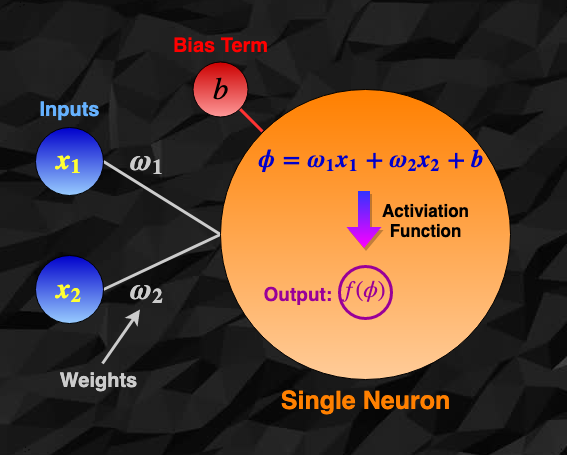 Bias Term
b
Inputs
x₁
ω₁
ϕ = ω₁x₁ + ω₂x₂ + b
Activiation
Function
x₂
ω₂
Output: f(ϕ)
Weights
Single Neuron